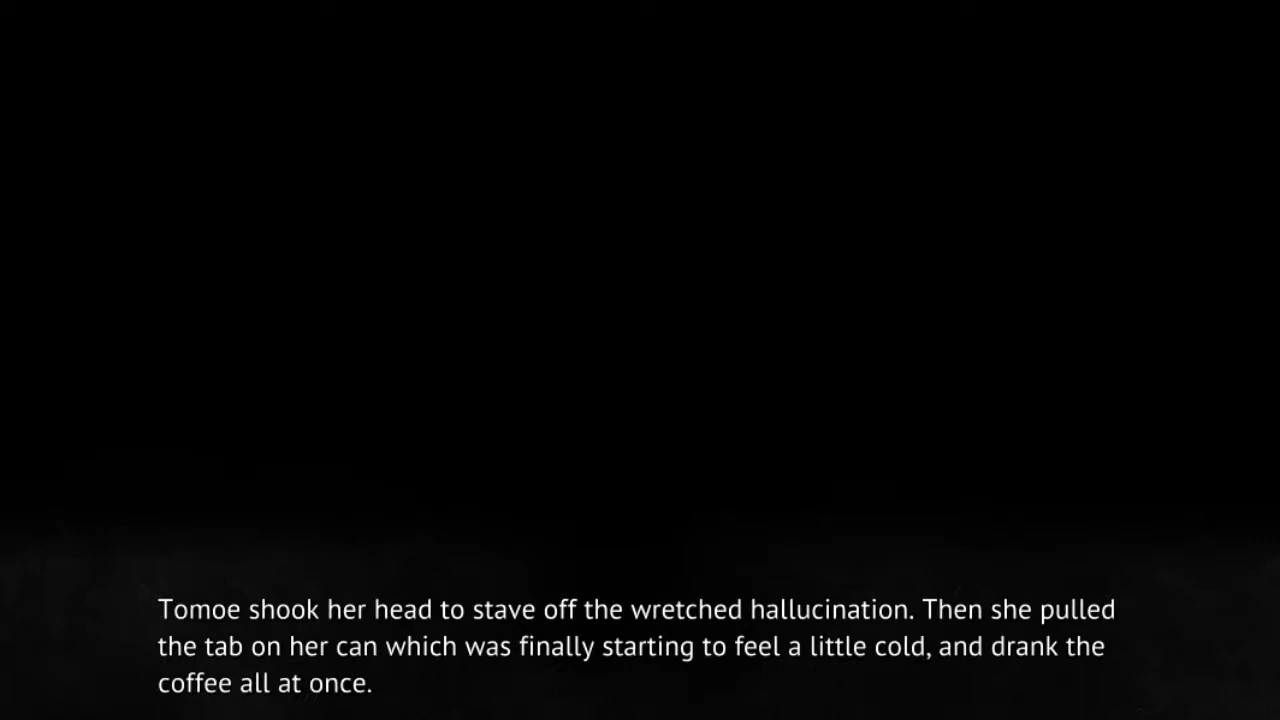 Tomoe shook her head to stave off the wretched hallucination. Then she pulled
the tab on her can which was finally starting to feel a little cold, and drank the
coffee all at once.